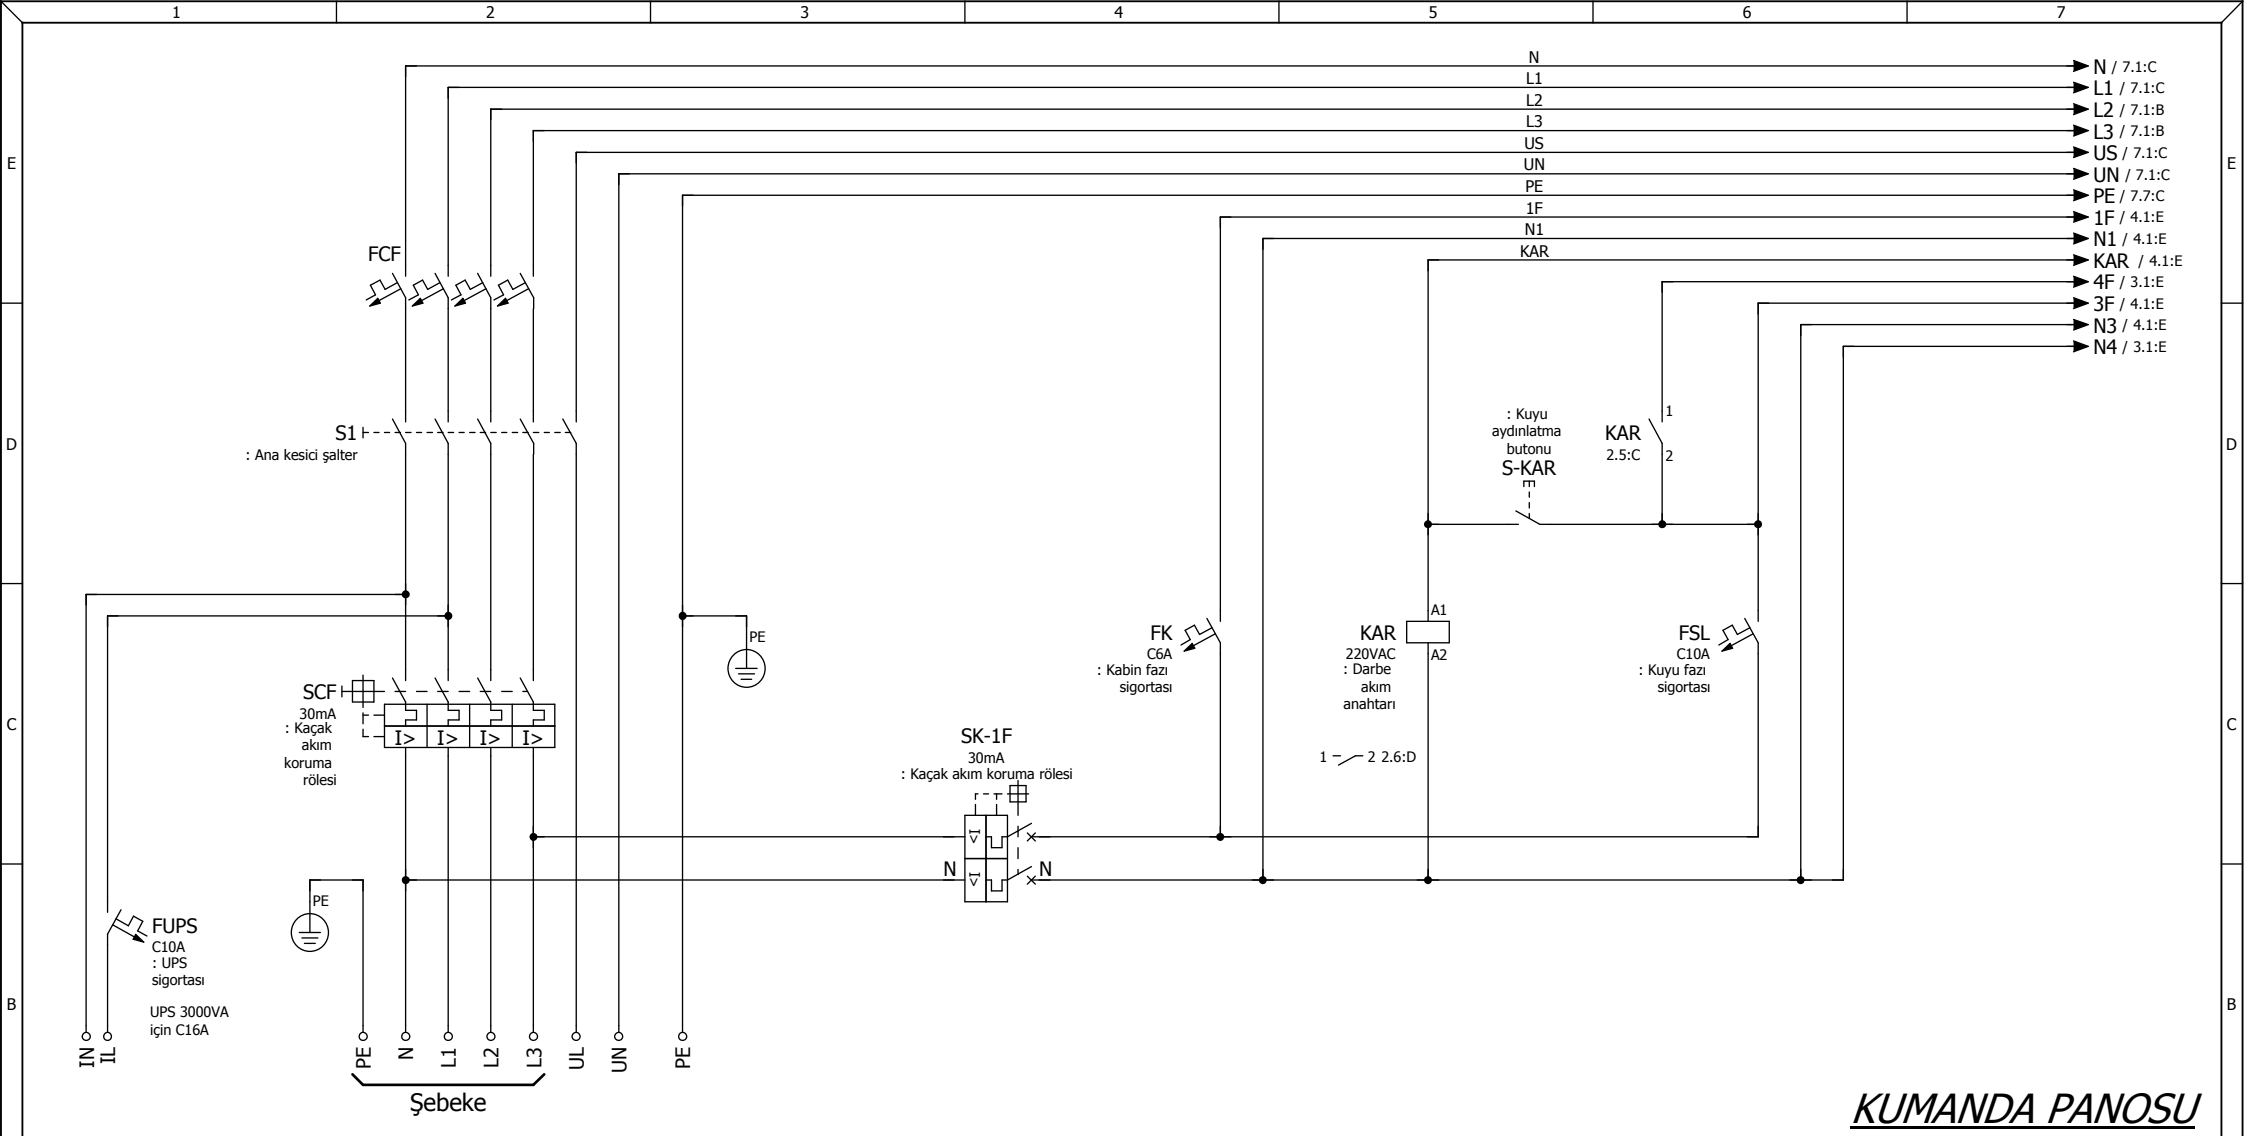 1 2 3 4 5 6 7
N
N / 7.1:C
L1
L1 / 7.1:C
L2
L2 / 7.1:B
L3
L3 / 7.1:B
US
US / 7.1:C
E
E
UN
UN / 7.1:C
PE
PE / 7.7:C
1F
1F / 4.1:E
N1
N1 / 4.1:E
KAR
KAR / 4.1:E
FCF
4F / 3.1:E
3F / 4.1:E
N3 / 4.1:E
N4 / 3.1:E
S1
: Ana kesici şalter
: Kuyu
aydınlatma
butonu
S-KAR
KAR
2.5:C
1
2
D
D
PE
FK
C6A
: Kabin fazı
sigortası
KAR
220VAC
: Darbe
akım
anahtarı
A1
A2
1 2 2.6:D
FSL
C10A
: Kuyu fazı
sigortası
SCF
30mA
: Kaçak
akım
koruma
rölesi
I> I> I> I>
C
C
SK-1F
30mA
: Kaçak akım koruma rölesi
I>
N I> N
PE
FUPS
C10A
: UPS
sigortası
UPS 3000VA
için C16A
B
B
IN IL PE N L1 L2 L3 UL UN PE
Şebeke
KUMANDA PANOSU